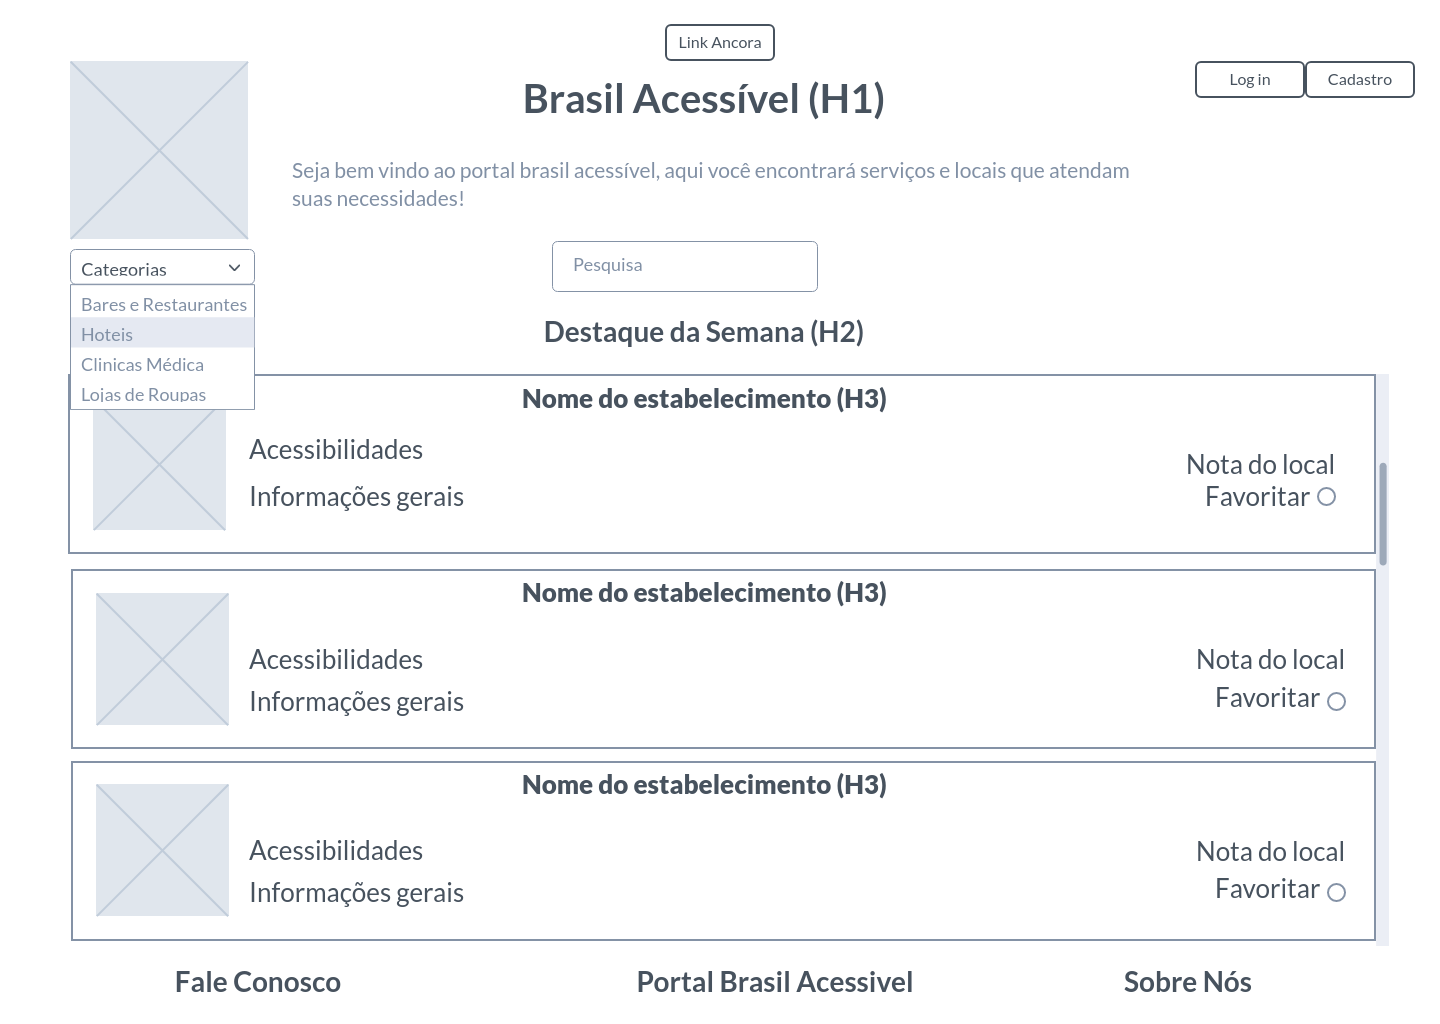 Link Ancora
Log in
Cadastro
Brasil Acessível (H1)
Seja bem vindo ao portal brasil acessível, aqui você encontrará serviços e locais que atendam
suas necessidades!
Categorias
Bares e Restaurantes
Hoteis
Clinicas Médica
Lojas de Roupas
Pesquisa
Destaque da Semana (H2)
Nome do estabelecimento (H3)
Acessibilidades
Informações gerais
Nota do local
Favoritar
Nome do estabelecimento (H3)
Acessibilidades
Informações gerais
Nota do local
Favoritar
Nome do estabelecimento (H3)
Acessibilidades
Informações gerais
Nota do local
Favoritar
Fale Conosco
Portal Brasil Acessivel
Sobre Nós